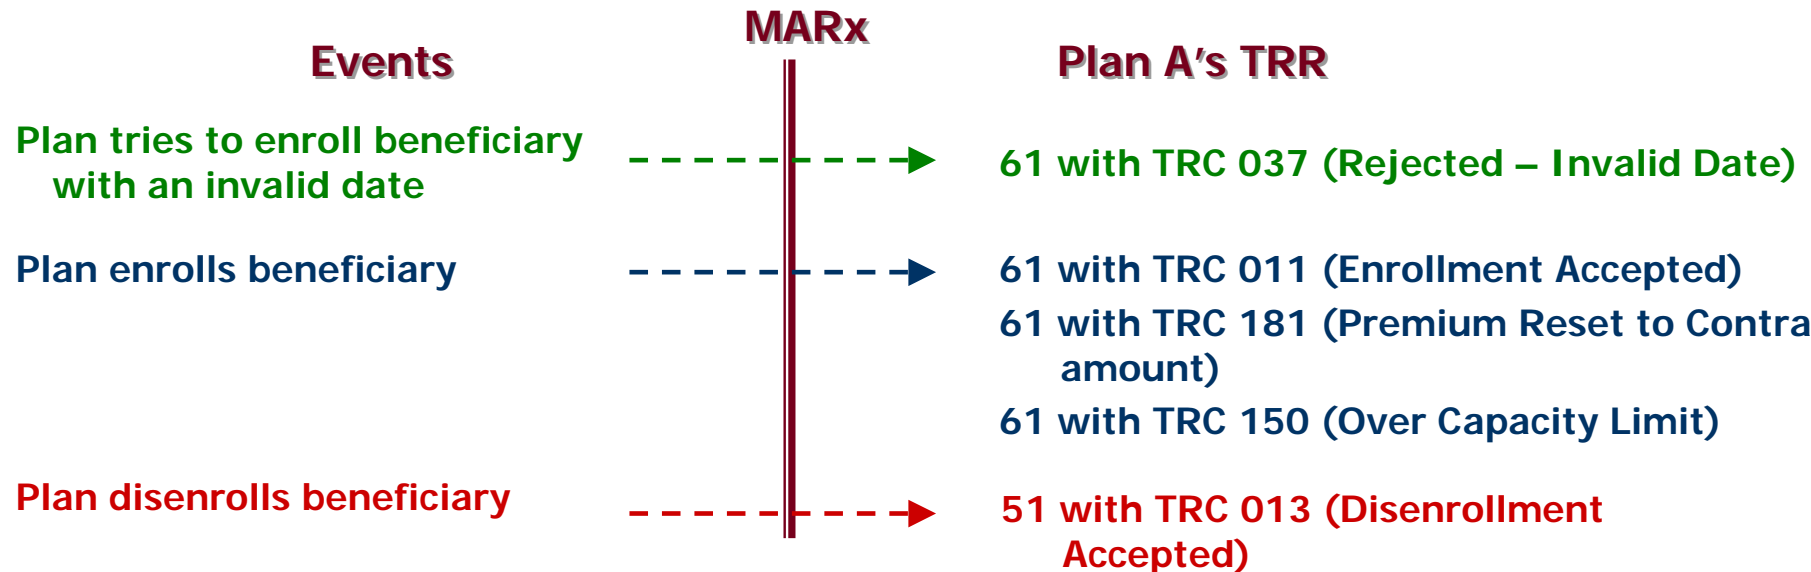 MARx
Events
Plan A's TRR
Plan tries to enroll beneficiary
with an invalid date
61 with TRC 037 (Rejected – Invalid Date)
Plan enrolls beneficiary
61 with TRC 011 (Enrollment Accepted)
61 with TRC 181 (Premium Reset to Contra
amount)
61 with TRC 150 (Over Capacity Limit)
Plan disenrolls beneficiary
51 with TRC 013 (Disenrollment
Accepted)